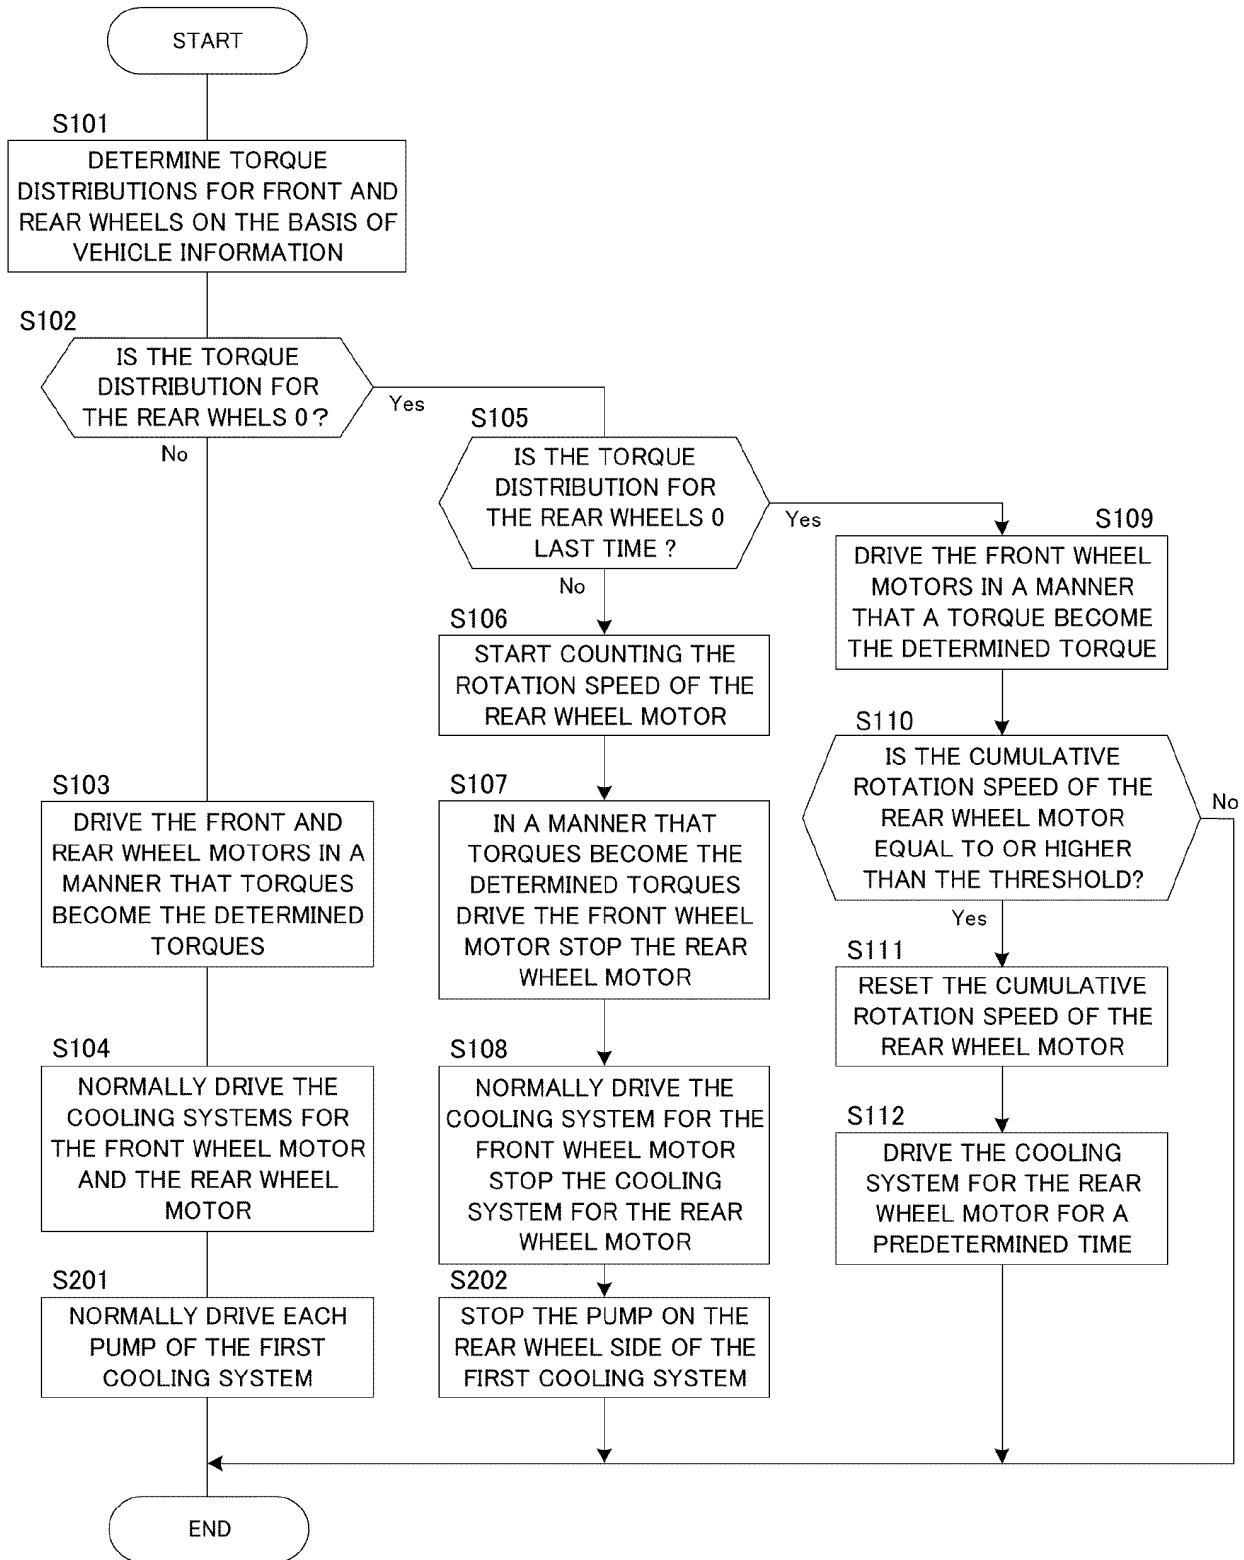 START
S101
DETERMINE TORQUE
DISTRIBUTIONS FOR FRONT AND
REAR WHEELS ON THE BASIS OF
VEHICLE INFORMATION
S102
IS THE TORQUE
DISTRIBUTION FOR
THE REAR WHELS 0?
Yes
No
S103
DRIVE THE FRONT AND
REAR WHEEL MOTORS IN A
MANNER THAT TORQUES
BECOME THE DETERMINED
TORQUES
S104
NORMALLY DRIVE THE
COOLING SYSTEMS FOR
THE FRONT WHEEL MOTOR
AND THE REAR WHEEL
MOTOR
S201
NORMALLY DRIVE EACH
PUMP OF THE FIRST
COOLING SYSTEM
S105
IS THE TORQUE
DISTRIBUTION FOR
THE REAR WHEELS 0
LAST TIME ?
Yes
No
S106
START COUNTING THE
ROTATION SPEED OF THE
REAR WHEEL MOTOR
S107
IN A MANNER THAT
TORQUES BECOME THE
DETERMINED TORQUES
DRIVE THE FRONT WHEEL
MOTOR STOP THE REAR
WHEEL MOTOR
S108
NORMALLY DRIVE THE
COOLING SYSTEM FOR THE
FRONT WHEEL MOTOR
STOP THE COOLING
SYSTEM FOR THE REAR
WHEEL MOTOR
S202
STOP THE PUMP ON THE
REAR WHEEL SIDE OF THE
FIRST COOLING SYSTEM
S109
DRIVE THE FRONT WHEEL
MOTORS IN A MANNER
THAT A TORQUE BECOME
THE DETERMINED TORQUE
S110
IS THE CUMULATIVE
ROTATION SPEED OF THE
REAR WHEEL MOTOR
EQUAL TO OR HIGHER
THAN THE THRESHOLD?
No
Yes
S111
RESET THE CUMULATIVE
ROTATION SPEED OF THE
REAR WHEEL MOTOR
S112
DRIVE THE COOLING
SYSTEM FOR THE REAR
WHEEL MOTOR FOR A
PREDETERMINED TIME
END